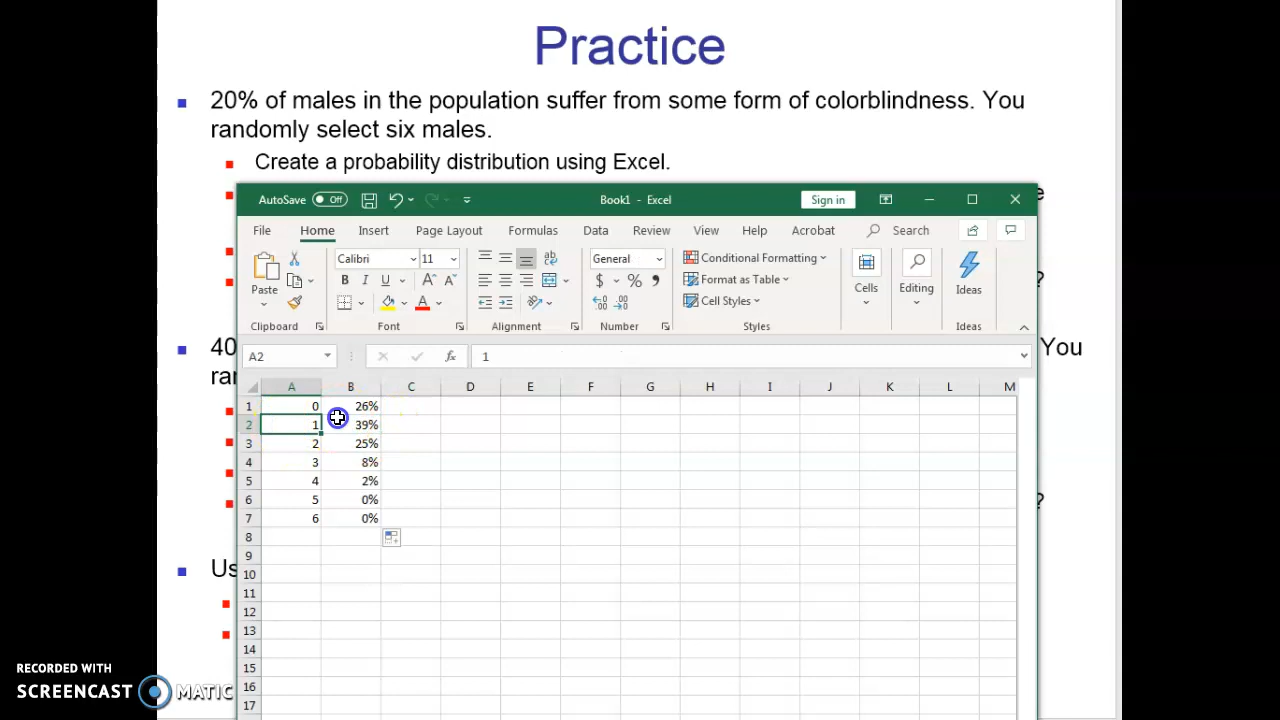 Practice
20% of males in the population suffer from some form of colorblindness. You
randomly select six males.
Create a probability distribution using Excel.
AutoSave Off Book1 - Excel Sign in
File Home Insert Page Layout Formulas Data Review View Help Acrobat Search
Calibri 11 General Conditional Formatting
Paste B I U A A $ % Format as Table Cells Editing Ideas
A Cell Styles
Clipboard Font Alignment Number Styles Ideas
40
You
A2 fx 1
A B C D E F G H I J K L M
1 0 26%
2 1 39%
3 2 25%
4 3 8%
5 4 2%
6 5 0%
7 6 0%
8
9
10
11
12
13
14
15
16
17
?
?
RECORDED WITH
SCREENCAST MATIC